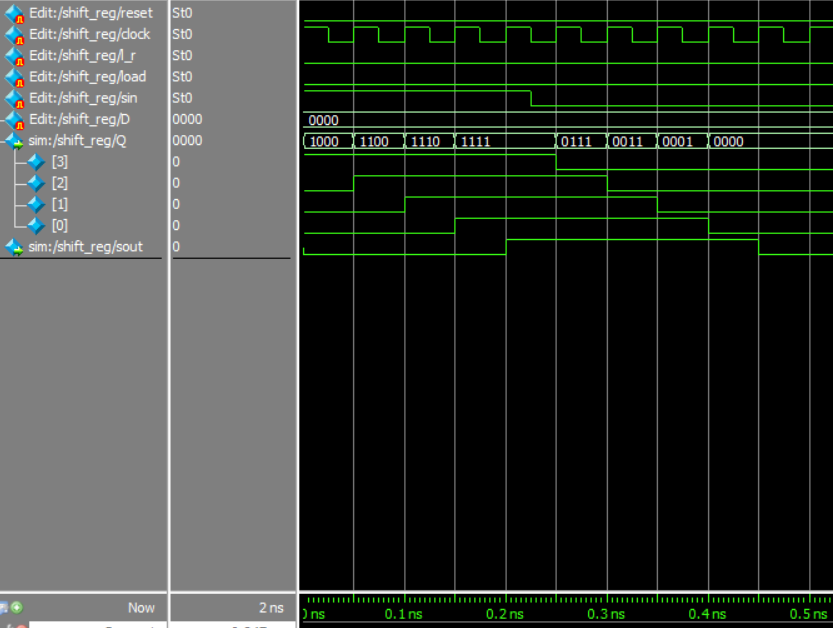 Edit:/shift_reg/reset St0
Edit:/shift_reg/clock St0
Edit:/shift_reg/l_r St0
Edit:/shift_reg/load St0
Edit:/shift_reg/sin St0
Edit:/shift_reg/D 0000 0000
sim:/shift_reg/Q 0000 1000 1100 1110 1111 0111 0011 0001 0000
[3] 0
[2] 0
[1] 0
[0] 0
sim:/shift_reg/sout 0
Now 2 ns ns 0.1 ns 0.2 ns 0.3 ns 0.4 ns 0.5 ns